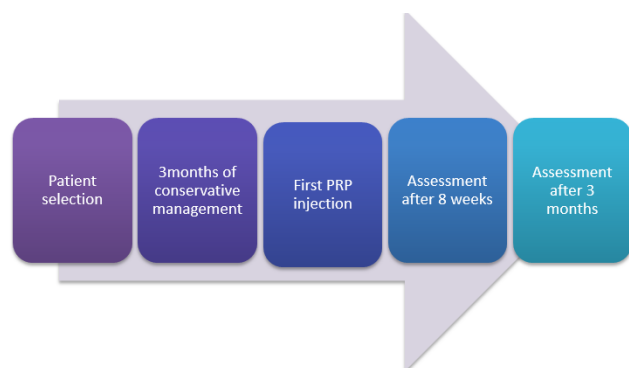 Patient
selection
3months of
conservative
management
First PRP
injection
Assessment
after 8 weeks
Assessment
after 3
months